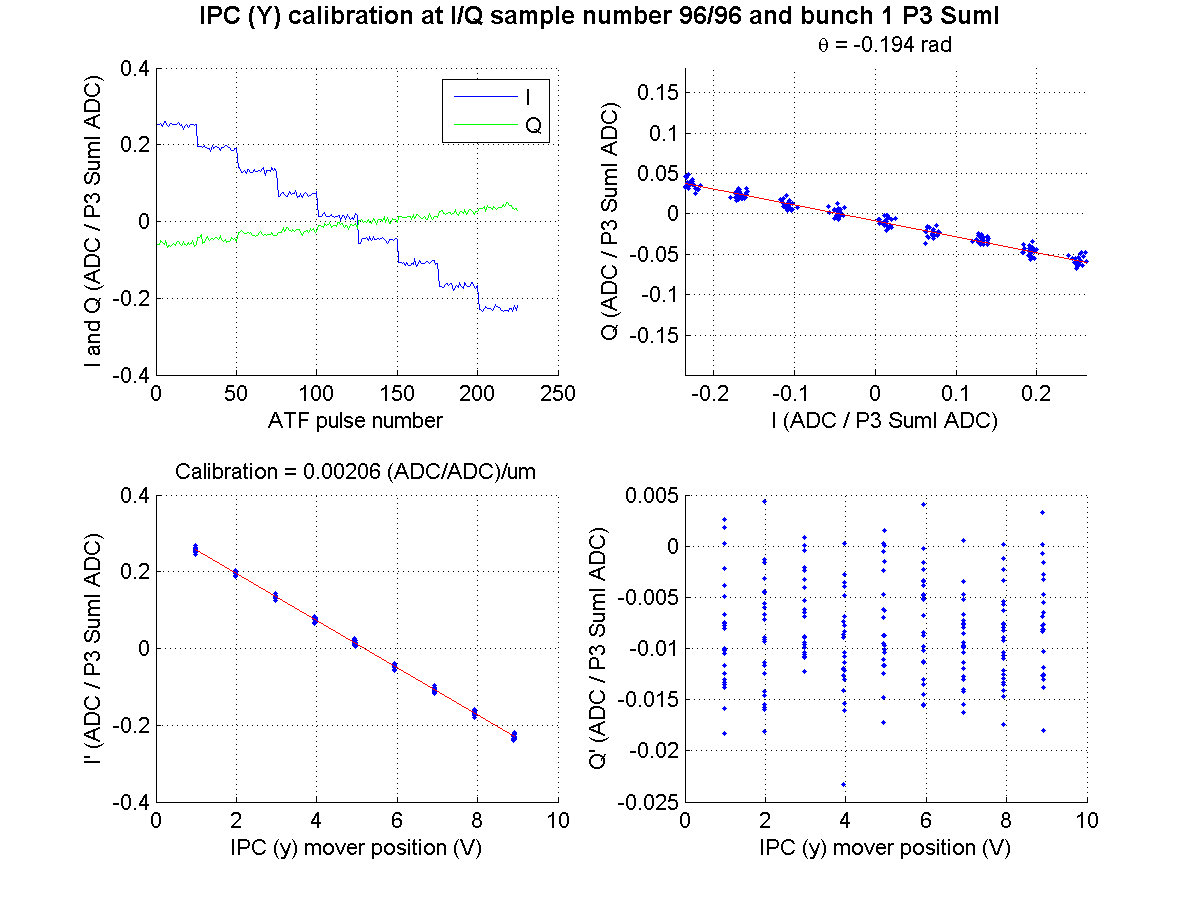 IPC (Y) calibration at I/Q sample number 96/96 and bunch 1 P3 SumI
I and Q (ADC / P3 SumI ADC)
0.4
0.2
0
-0.2
-0.4
I
Q
0 50 100 150 200 250
ATF pulse number
θ = -0.194 rad
Q (ADC / P3 SumI ADC)
0.15
0.1
0.05
0
-0.05
-0.1
-0.15
-0.2 -0.1 0 0.1 0.2
I (ADC / P3 SumI ADC)
Calibration = 0.00206 (ADC/ADC)/um
I' (ADC / P3 SumI ADC)
0.4
0.2
0
-0.2
-0.4
0 2 4 6 8 10
IPC (y) mover position (V)
Q' (ADC / P3 SumI ADC)
0.005
0
-0.005
-0.01
-0.015
-0.02
-0.025
0 2 4 6 8 10
IPC (y) mover position (V)